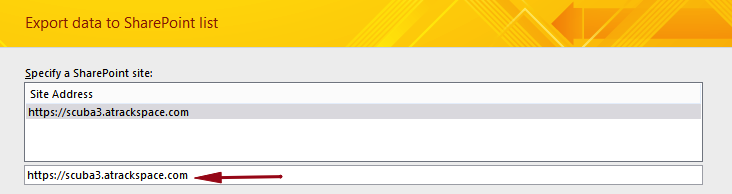 Export data to SharePoint list
Specify a SharePoint site:
Site Address
https://scuba3.atrackspace.com
https://scuba3.atrackspace.com